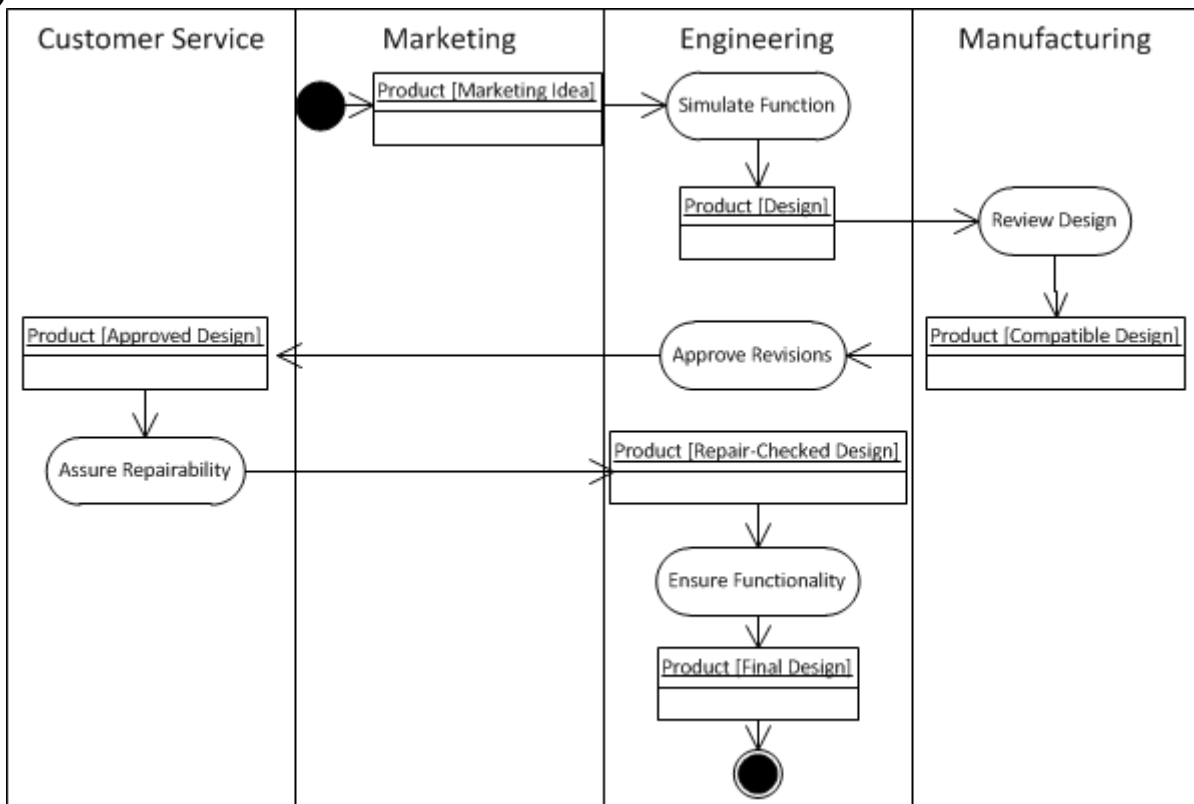 Customer Service
Marketing
Engineering
Manufacturing
Product [Marketing Idea]
Simulate Function
Product [Design]
Review Design
Product [Approved Design]
Approve Revisions
Product [Compatible Design]
Assure Repairability
Product [Repair-Checked Design]
Ensure Functionality
Product [Final Design]